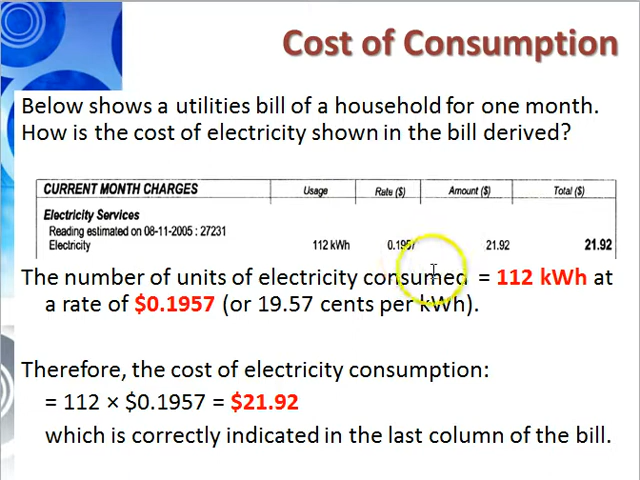 Cost of Consumption
Below shows a utilities bill of a household for one month.
How is the cost of electricity shown in the bill derived?
CURRENT MONTH CHARGES Usage Rate ($) Amount ($) Total ($)
Electricity Services
Reading estimated on 08-11-2005 : 27231
Electricity 112 kWh 0.1957 21.92 21.92
The number of units of electricity consumed = 112 kWh at
a rate of $0.1957 (or 19.57 cents per kWh).
Therefore, the cost of electricity consumption:
= 112 × $0.1957 = $21.92
which is correctly indicated in the last column of the bill.